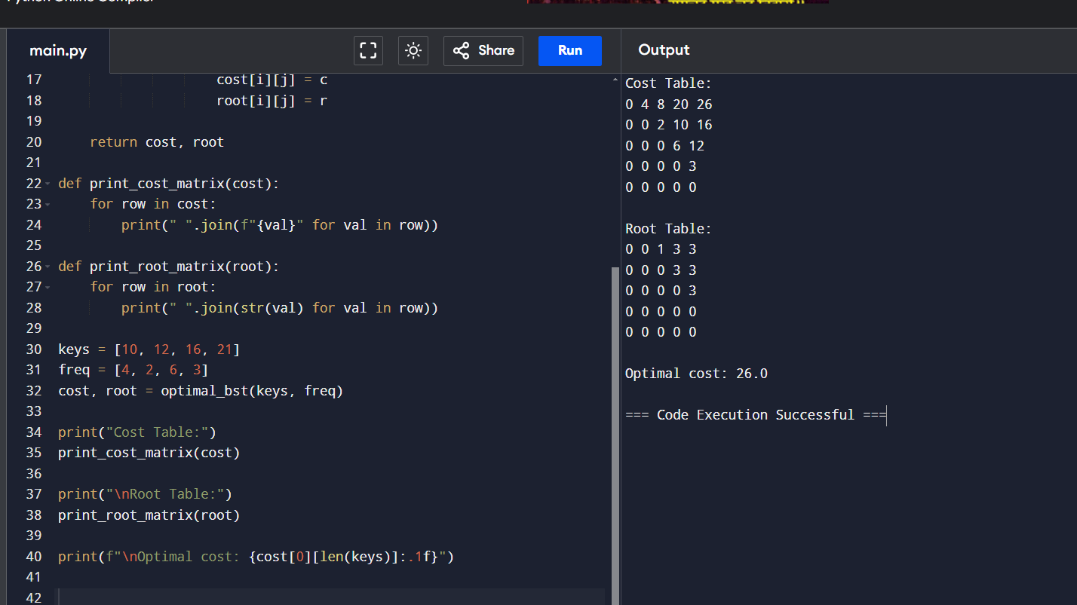 Python Online Compiler
main.py
Share
Run
Output
17 cost[i][j] = c
18 root[i][j] = r
19
20 return cost, root
21
22 def print_cost_matrix(cost):
23 for row in cost:
24 print(" ".join(f"{val}" for val in row))
25
26 def print_root_matrix(root):
27 for row in root:
28 print(" ".join(str(val) for val in row))
29
30 keys = [10, 12, 16, 21]
31 freq = [4, 2, 6, 3]
32 cost, root = optimal_bst(keys, freq)
33
34 print("Cost Table:")
35 print_cost_matrix(cost)
36
37 print("\nRoot Table:")
38 print_root_matrix(root)
39
40 print(f"\nOptimal cost: {cost[0][len(keys)]:.1f}")
41
42
Cost Table:
0 4 8 20 26
0 0 2 10 16
0 0 0 6 12
0 0 0 0 3
0 0 0 0 0
Root Table:
0 0 1 3 3
0 0 0 3 3
0 0 0 0 3
0 0 0 0 0
0 0 0 0 0
Optimal cost: 26.0
=== Code Execution Successful ===